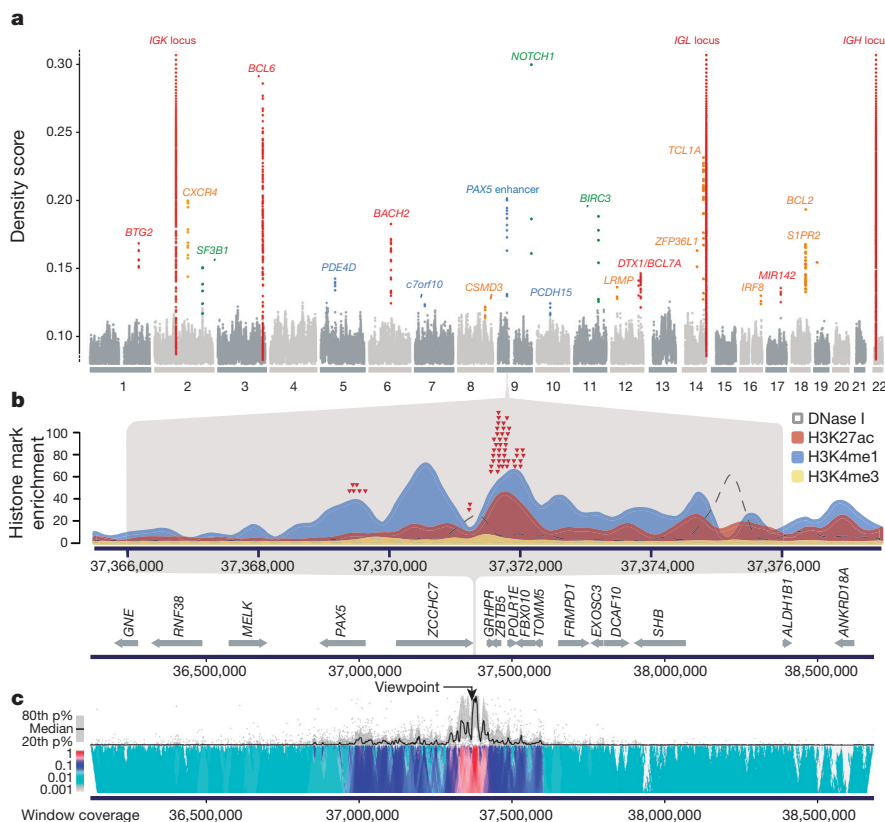 a
IGK locus
IGL locus
IGH locu
NOTCH1
BCL6
0.30
0.25
0.20
0.15
0.10
Density score
TCL1A
CXCR4
PAX5 enhancer
BIRC3
BCL2
BACH2
BTG2
ZFP36L1
S1PR2
SF3B1
PDE4D
DTX1/BCL7A
c7orf10
CSMD3
PCDH15
LRMP
IRF8
MIR142
1 2 3 4 5 6 7 8 9 10 11 12 13 14 15 16 17 18 19 20 21 22
b
DNase I
H3K27ac
H3K4me1
H3K4me3
Histone mark
enrichment
100
80
60
40
20
0
37,366,000 37,368,000 37,370,000 37,372,000 37,374,000 37,376,000
GNE
RNF38
MELK
PAX5
ZCCHC7
GRHPR
ZBTB5
POLR1E
FBX010
TOMM5
FRMPD1
EXOSC3
DCAF10
SHB
ALDH1B1
ANKRD18A
36,500,000 37,000,000 37,500,000 38,000,000 38,500,000
Viewpoint
c
80th p%
Median
20th p%
1
0.1
0.01
0.001
Window coverage
36,500,000 37,000,000 37,500,000 38,000,000 38,500,000